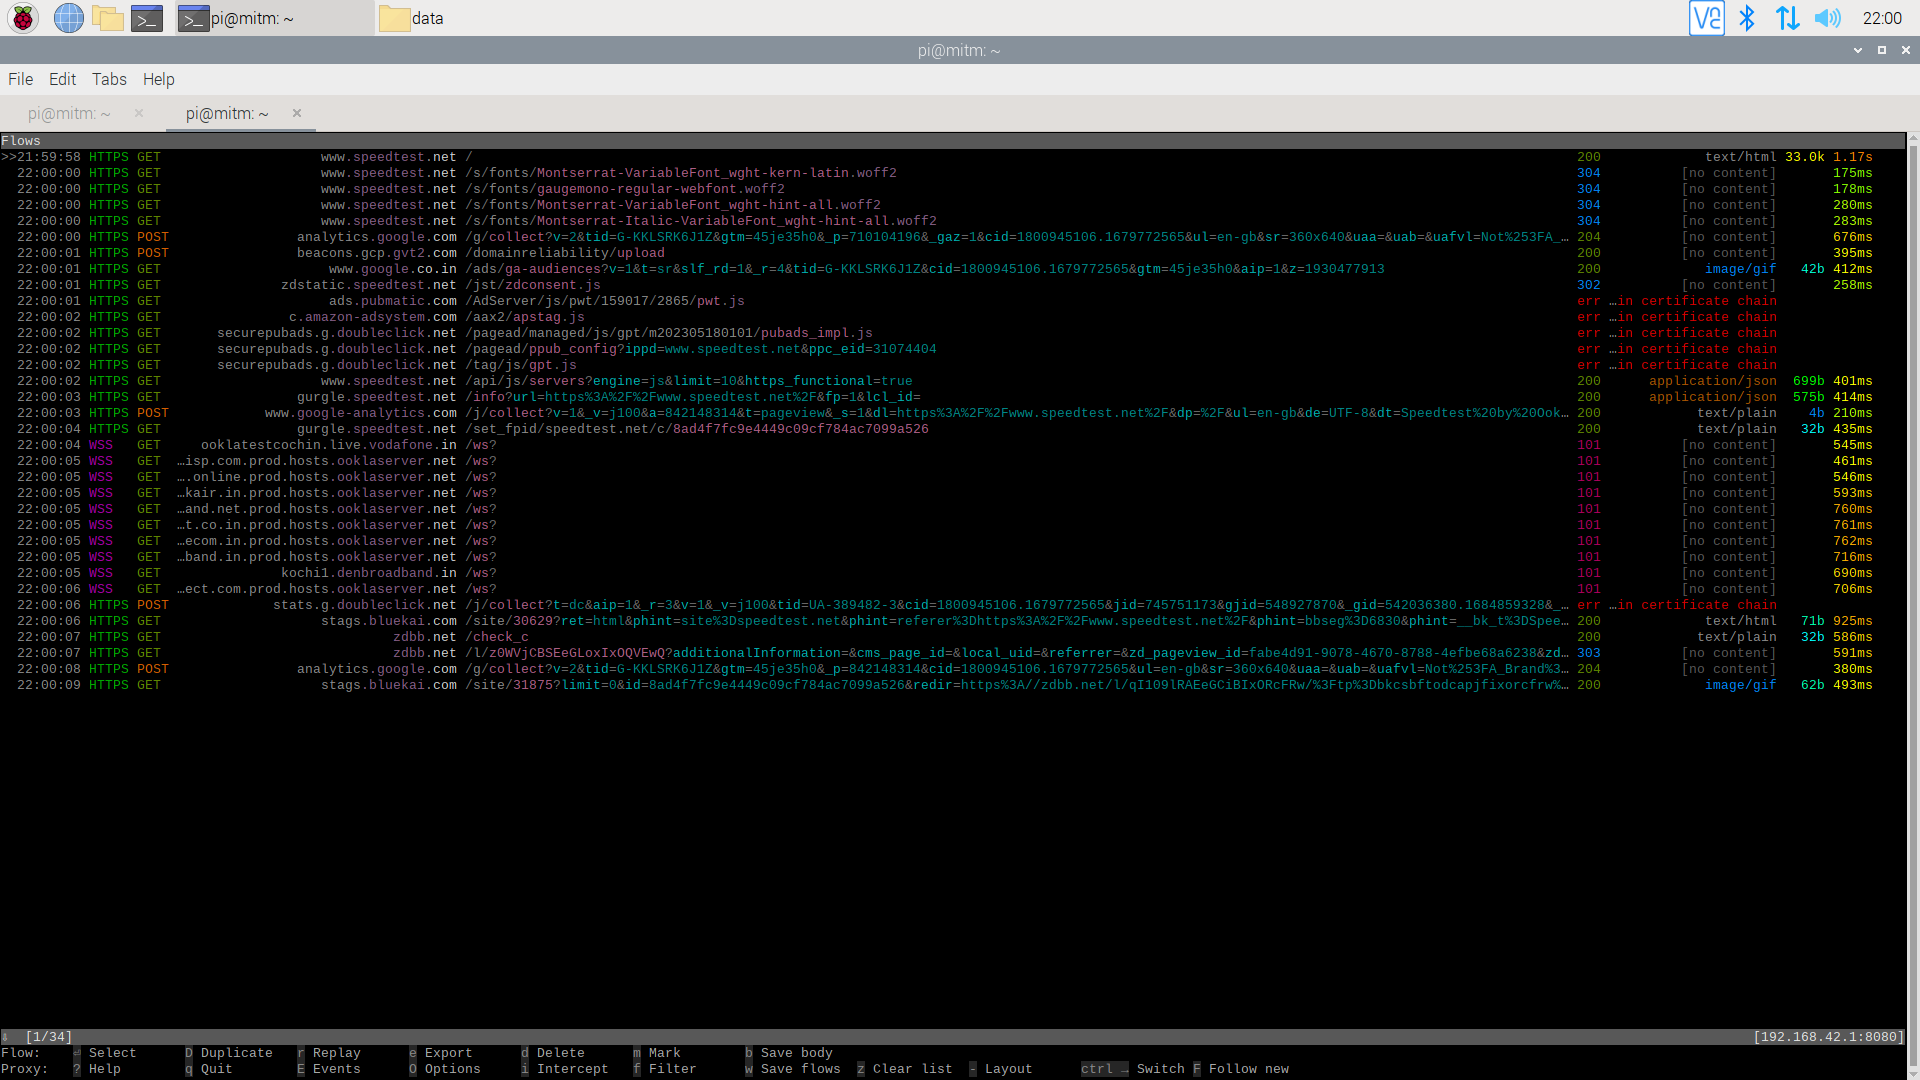 pi@mitm: ~
data
22:00
pi@mitm: ~
File Edit Tabs Help
pi@mitm: ~ × pi@mitm: ~ ×
Flows
>>21:59:58 HTTPS GET www.speedtest.net / 200 text/html 33.0k 1.17s
22:00:00 HTTPS GET www.speedtest.net /s/fonts/Montserrat-VariableFont_wght-kern-latin.woff2 304 [no content] 175ms
22:00:00 HTTPS GET www.speedtest.net /s/fonts/gaugemono-regular-webfont.woff2 304 [no content] 178ms
22:00:00 HTTPS GET www.speedtest.net /s/fonts/Montserrat-VariableFont_wght-hint-all.woff2 304 [no content] 280ms
22:00:00 HTTPS GET www.speedtest.net /s/fonts/Montserrat-Italic-VariableFont_wght-hint-all.woff2 304 [no content] 283ms
22:00:00 HTTPS POST analytics.google.com /g/collect?v=2&tid=G-KKLSRK6J1Z&gtm=45je35h0&_p=710104196&_gaz=1&cid=1800945106.1679772565&ul=en-gb&sr=360x640&uaa=&uab=&uafvl=Not%253FA_… 204 [no content] 676ms
22:00:01 HTTPS POST beacons.gcp.gvt2.com /domainreliability/upload 200 [no content] 395ms
22:00:01 HTTPS GET www.google.co.in /ads/ga-audiences?v=1&t=sr&slf_rd=1&_r=4&tid=G-KKLSRK6J1Z&cid=1800945106.1679772565&gtm=45je35h0&aip=1&z=1930477913 200 image/gif 42b 412ms
22:00:01 HTTPS GET zdstatic.speedtest.net /jst/zdconsent.js 302 [no content] 258ms
22:00:01 HTTPS GET ads.pubmatic.com /AdServer/js/pwt/159017/2865/pwt.js err …in certificate chain
22:00:02 HTTPS GET c.amazon-adsystem.com /aax2/apstag.js err …in certificate chain
22:00:02 HTTPS GET securepubads.g.doubleclick.net /pagead/managed/js/gpt/m202305180101/pubads_impl.js err …in certificate chain
22:00:02 HTTPS GET securepubads.g.doubleclick.net /pagead/ppub_config?ippd=www.speedtest.net&ppc_eid=31074404 err …in certificate chain
22:00:02 HTTPS GET securepubads.g.doubleclick.net /tag/js/gpt.js err …in certificate chain
22:00:02 HTTPS GET www.speedtest.net /api/js/servers?engine=js&limit=10&https_functional=true 200 application/json 699b 401ms
22:00:03 HTTPS GET gurgle.speedtest.net /info?url=https%3A%2F%2Fwww.speedtest.net%2F&fp=1&lcl_id= 200 application/json 575b 414ms
22:00:03 HTTPS POST www.google-analytics.com /j/collect?v=1&_v=j100&a=842148314&t=pageview&_s=1&dl=https%3A%2F%2Fwww.speedtest.net%2F&dp=%2F&ul=en-gb&de=UTF-8&dt=Speedtest%20by%20Ook… 200 text/plain 4b 210ms
22:00:04 HTTPS GET gurgle.speedtest.net /set_fpid/speedtest.net/c/8ad4f7fc9e4449c09cf784ac7099a526 200 text/plain 32b 435ms
22:00:04 WSS GET ooklatestcochin.live.vodafone.in /ws? 101 [no content] 545ms
22:00:05 WSS GET …isp.com.prod.hosts.ooklaserver.net /ws? 101 [no content] 461ms
22:00:05 WSS GET ….online.prod.hosts.ooklaserver.net /ws? 101 [no content] 546ms
22:00:05 WSS GET …kair.in.prod.hosts.ooklaserver.net /ws? 101 [no content] 593ms
22:00:05 WSS GET …and.net.prod.hosts.ooklaserver.net /ws? 101 [no content] 760ms
22:00:05 WSS GET …t.co.in.prod.hosts.ooklaserver.net /ws? 101 [no content] 761ms
22:00:05 WSS GET …ecom.in.prod.hosts.ooklaserver.net /ws? 101 [no content] 762ms
22:00:05 WSS GET …band.in.prod.hosts.ooklaserver.net /ws? 101 [no content] 716ms
22:00:05 WSS GET kochi1.denbroadband.in /ws? 101 [no content] 690ms
22:00:06 WSS GET …ect.com.prod.hosts.ooklaserver.net /ws? 101 [no content] 706ms
22:00:06 HTTPS POST stats.g.doubleclick.net /j/collect?t=dc&aip=1&_r=3&v=1&_v=j100&tid=UA-389482-3&cid=1800945106.1679772565&jid=745751173&gjid=548927870&_gid=542036380.1684859328&_… err …in certificate chain
22:00:06 HTTPS GET stags.bluekai.com /site/30629?ret=html&phint=site%3Dspeedtest.net&phint=referer%3Dhttps%3A%2F%2Fwww.speedtest.net%2F&phint=bbseg%3D6830&phint=__bk_t%3DSpee… 200 text/html 71b 925ms
22:00:07 HTTPS GET zdbb.net /check_c 200 text/plain 32b 586ms
22:00:07 HTTPS GET zdbb.net /l/z0WVjCBSEeGLoxIxOQVEwQ?additionalInformation=&cms_page_id=&local_uid=&referrer=&zd_pageview_id=fabe4d91-9078-4670-8788-4efbe68a6238&zd… 303 [no content] 591ms
22:00:08 HTTPS POST analytics.google.com /g/collect?v=2&tid=G-KKLSRK6J1Z&gtm=45je35h0&_p=842148314&cid=1800945106.1679772565&ul=en-gb&sr=360x640&uaa=&uab=&uafvl=Not%253FA_Brand%3… 204 [no content] 380ms
22:00:09 HTTPS GET stags.bluekai.com /site/31875?limit=0&id=8ad4f7fc9e4449c09cf784ac7099a526&redir=https%3A//zdbb.net/l/qI109lRAEeGCiBIxORcFRw/%3Ftp%3Dbkcsbftodcapjfixorcfrw%… 200 image/gif 62b 493ms
⇩ [1/34] [192.168.42.1:8080]
Flow: ⏎ Select D Duplicate r Replay e Export d Delete m Mark b Save body
Proxy: ? Help q Quit E Events O Options i Intercept f Filter w Save flows z Clear list - Layout ctrl → Switch F Follow new